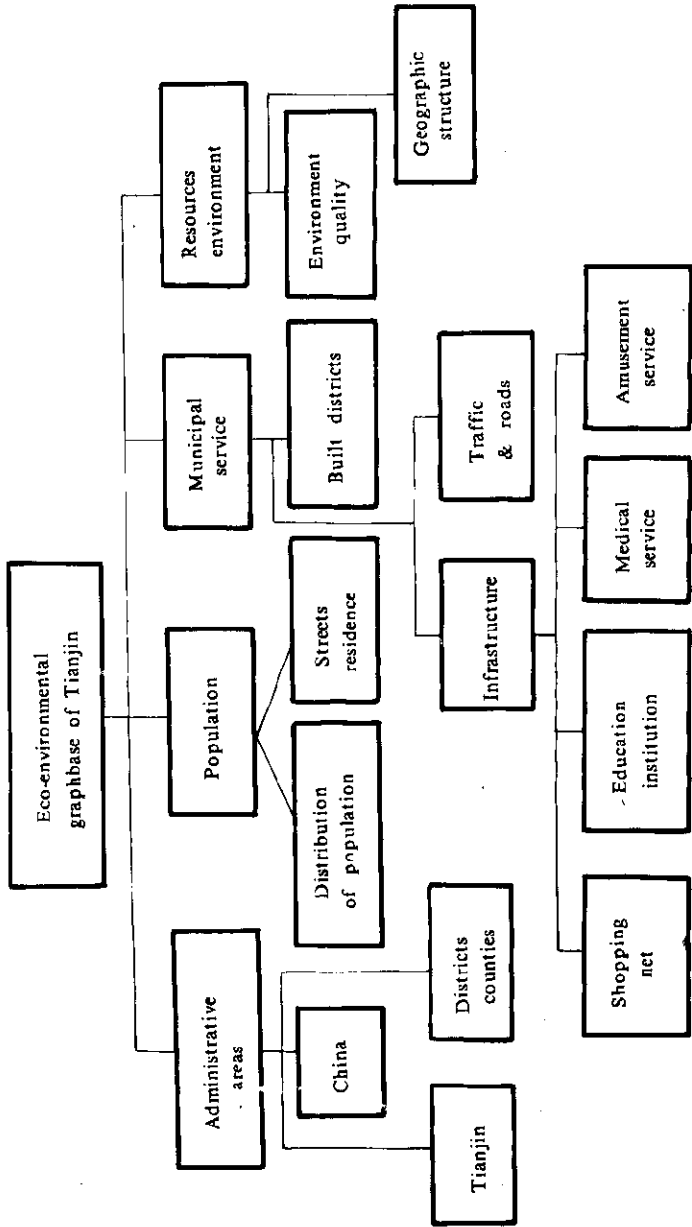 Eco-environmental
graphbase of Tianjin
Administrative
areas
Population
Municipal
service
Resources
environment
China
Distribution
of population
Streets
residence
Built districts
Environment
quality
Tianjin
Districts
counties
Infrastructure
Traffic
& roads
Geographic
structure
Shopping
net
Education
institution
Medical
service
Amusement
service